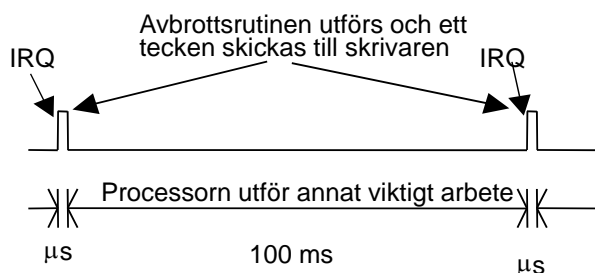 Avbrottsrutinen utförs och ett
tecken skickas till skrivaren
IRQ
IRQ
Processorn utför annat viktigt arbete
µs
100 ms
µs